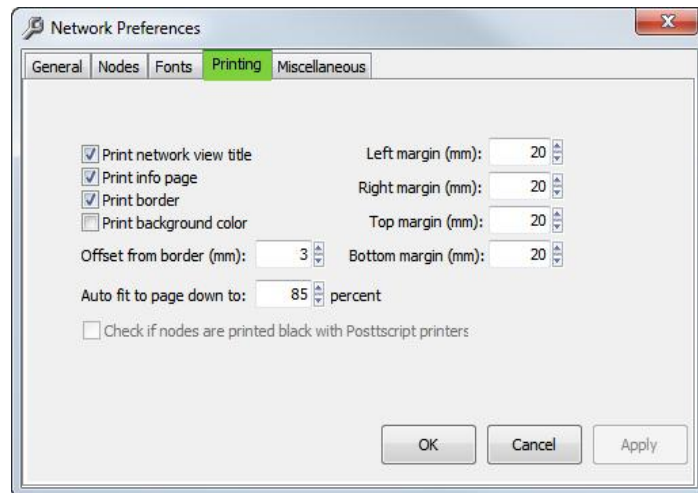 Network Preferences
General Nodes Fonts Printing Miscellaneous
Print network view title
Print info page
Print border
Print background color
Offset from border (mm): 3
Auto fit to page down to: 85 percent
Check if nodes are printed black with Posttscript printers
Left margin (mm): 20
Right margin (mm): 20
Top margin (mm): 20
Bottom margin (mm): 20
OK Cancel Apply